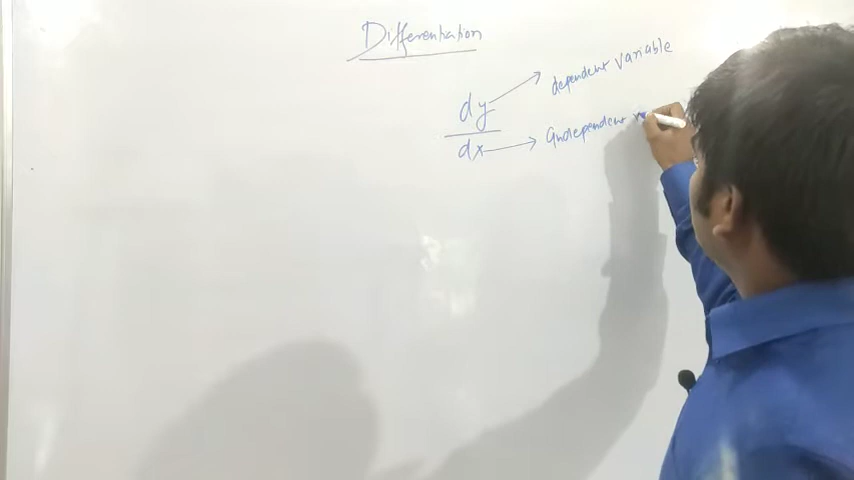 Differentiation
dy → dependent variable
dx → independent v